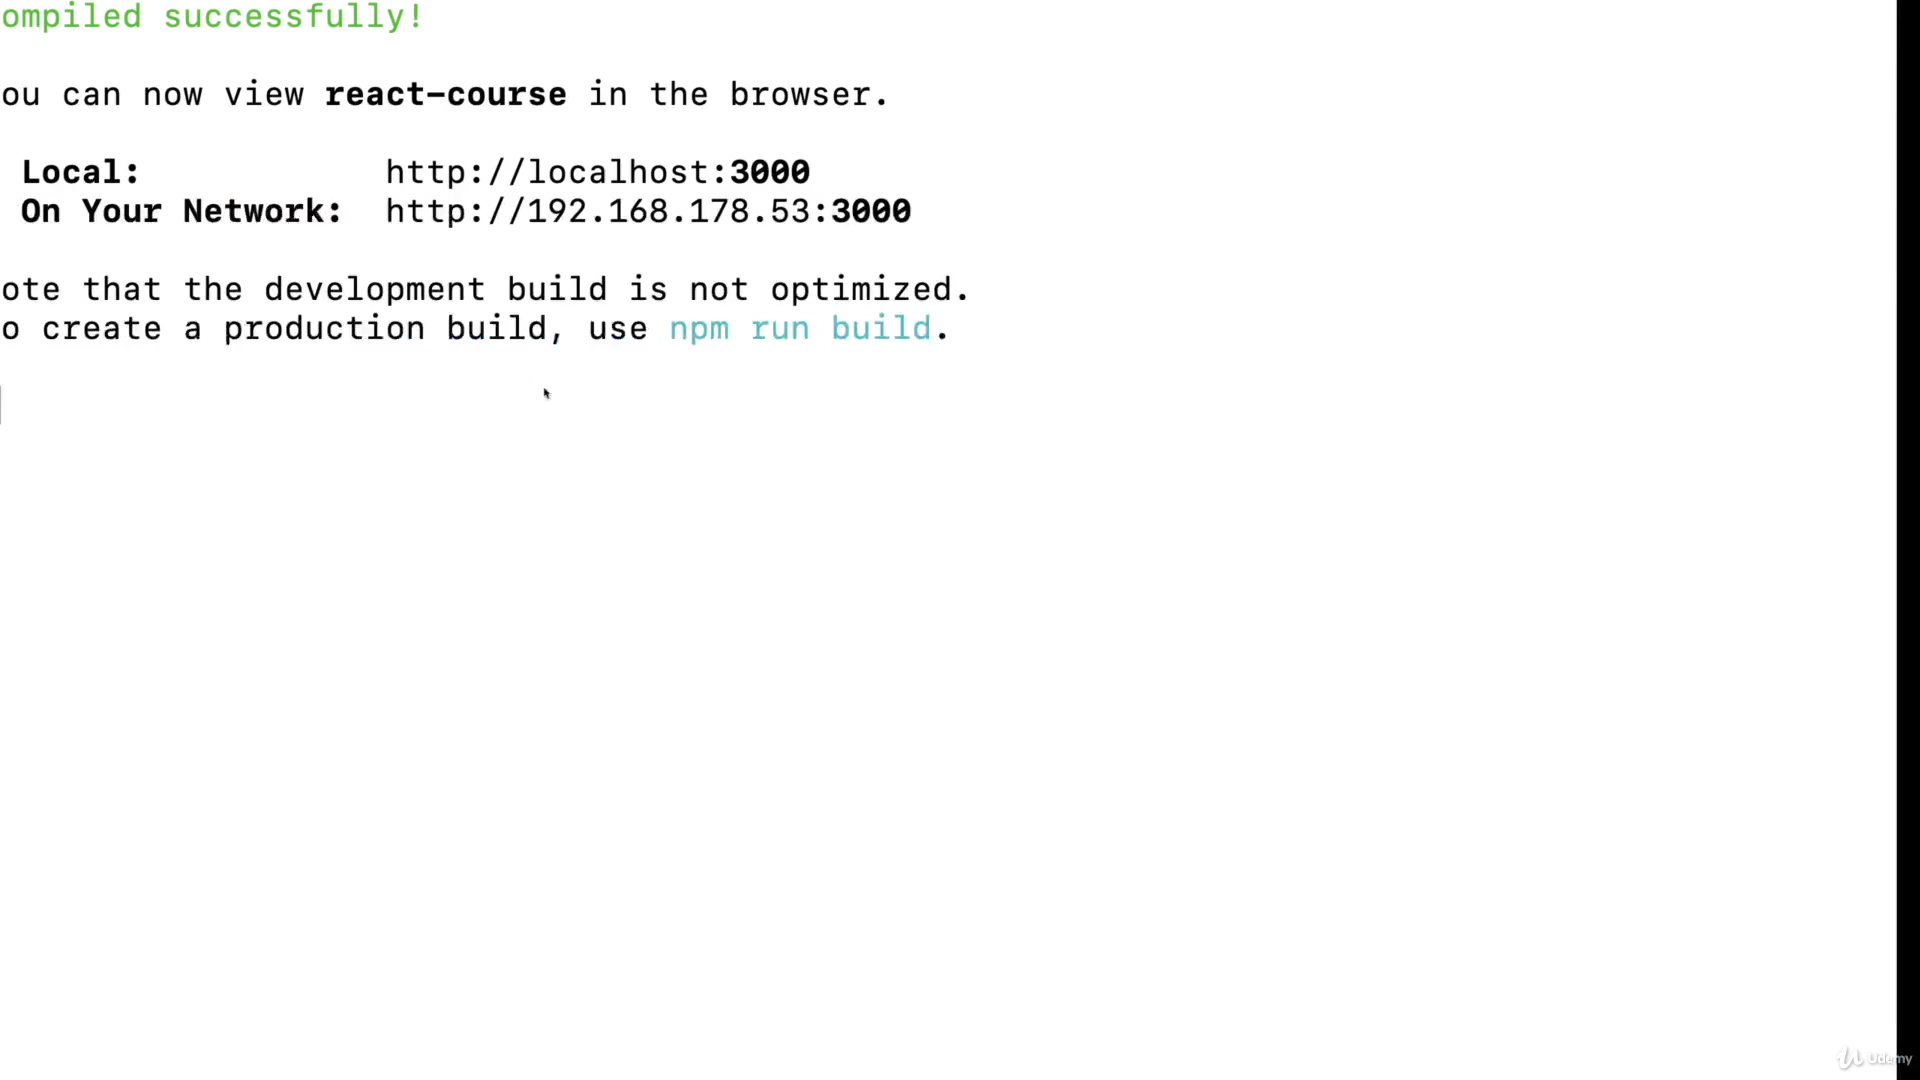 ompiled successfully!
ou can now view react-course in the browser.
Local: http://localhost:3000
On Your Network: http://192.168.178.53:3000
ote that the development build is not optimized.
o create a production build, use npm run build.
Udemy